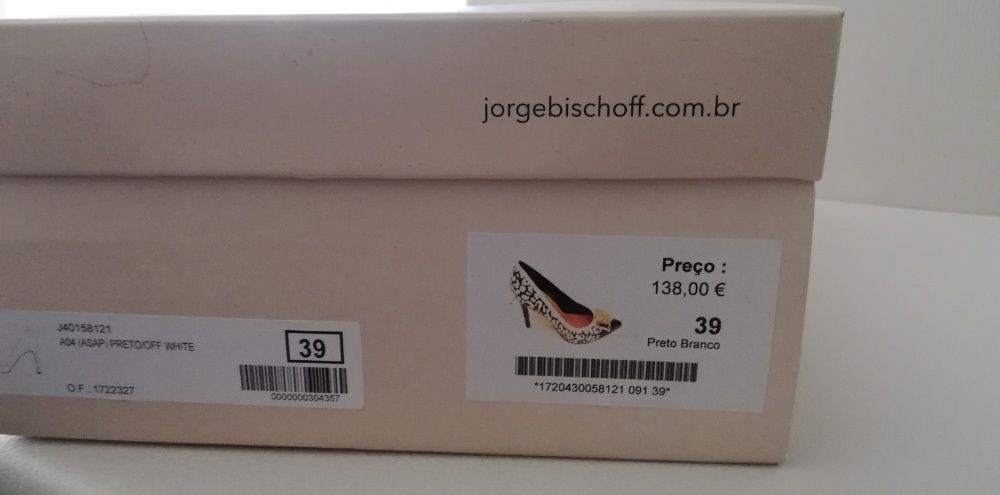 jorgebischoff.com.br
Preço :
138,00 €
39
Preto Branco
*1720430058121 091 39*
J40158121
A04 (ASAP) PRETO/OFF WHITE
39
O.F.: 1722327
0000000304357